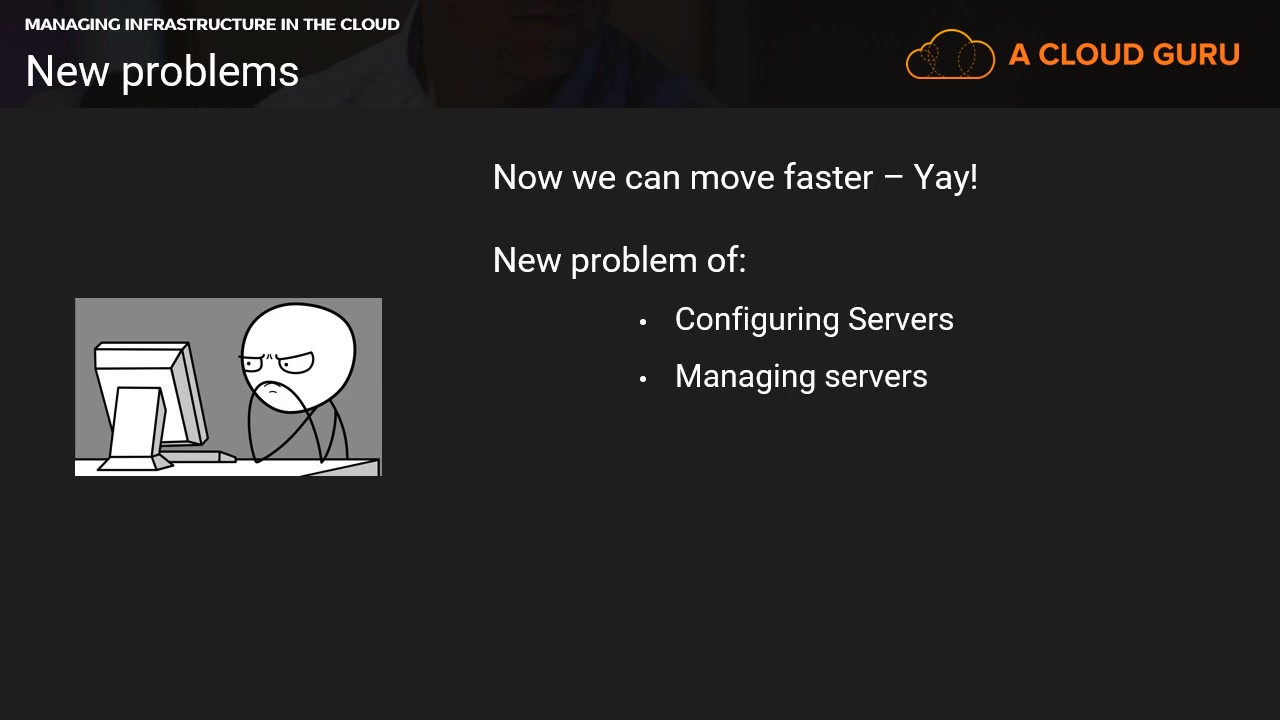 MANAGING INFRASTRUCTURE IN THE CLOUD
New problems
A CLOUD GURU
Now we can move faster – Yay!
New problem of:
• Configuring Servers
• Managing servers